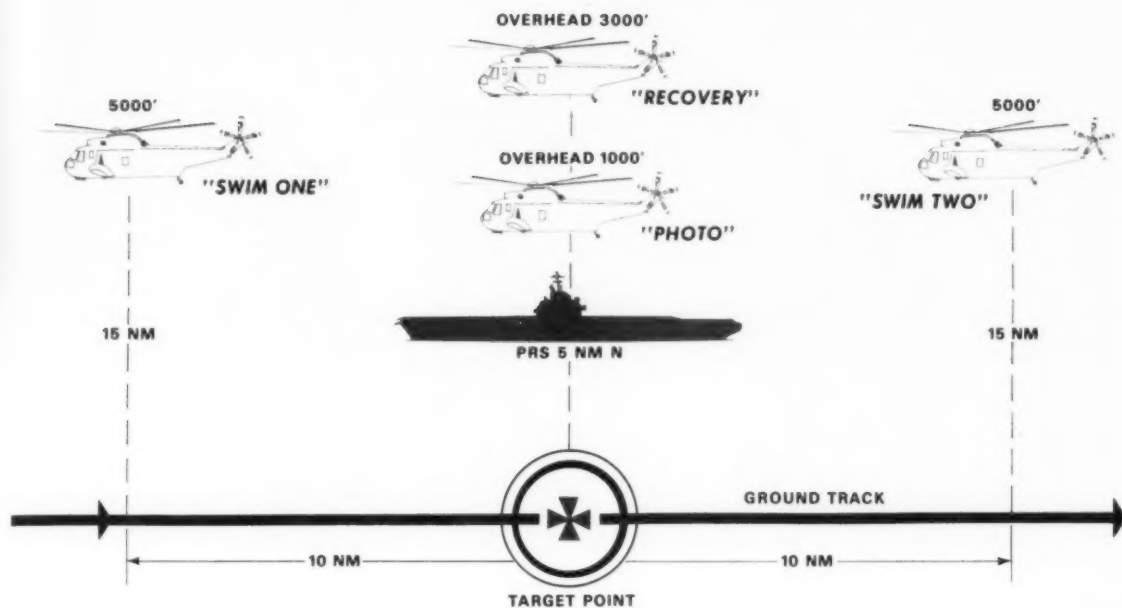 OVERHEAD 3000'
"RECOVERY"
5000'
"SWIM ONE"
OVERHEAD 1000'
"PHOTO"
5000'
"SWIM TWO"
15 NM
PRS 5 NM N
15 NM
GROUND TRACK
10 NM
10 NM
TARGET POINT